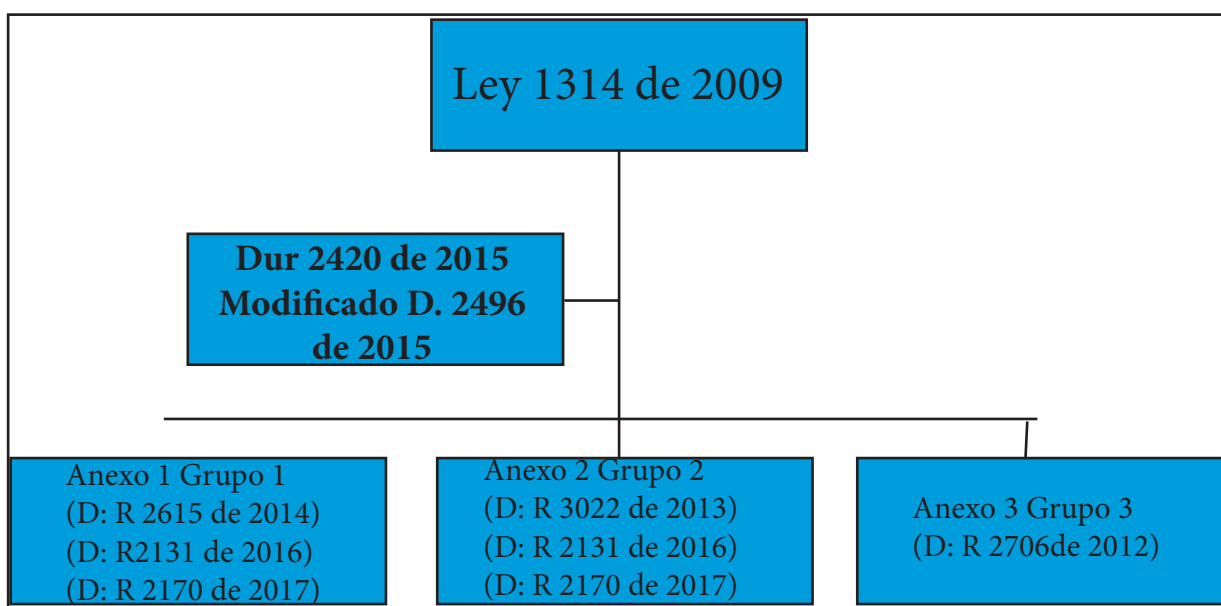 Ley 1314 de 2009
Dur 2420 de 2015
Modificado D. 2496
de 2015
Anexo 1 Grupo 1
(D: R 2615 de 2014)
(D: R2131 de 2016)
(D: R 2170 de 2017)
Anexo 2 Grupo 2
(D: R 3022 de 2013)
(D: R 2131 de 2016)
(D: R 2170 de 2017)
Anexo 3 Grupo 3
(D: R 2706de 2012)